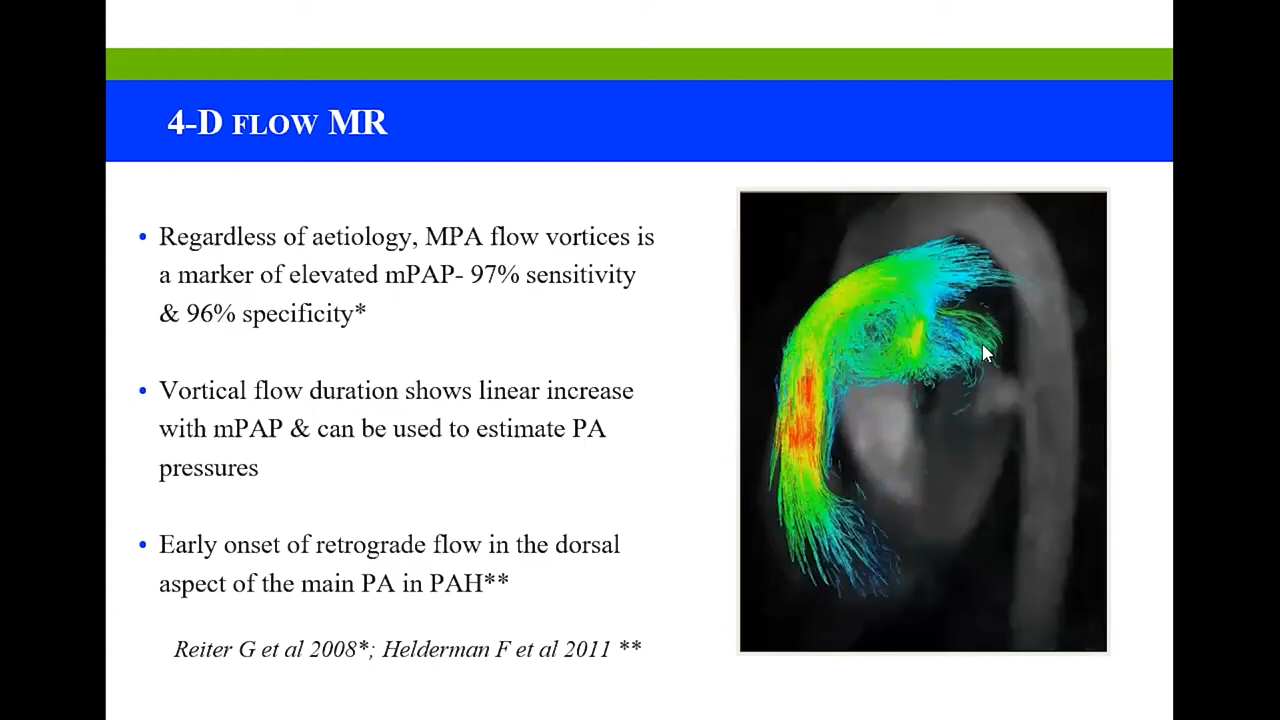 4-D FLOW MR
• Regardless of aetiology, MPA flow vortices is
a marker of elevated mPAP- 97% sensitivity
& 96% specificity*
• Vortical flow duration shows linear increase
with mPAP & can be used to estimate PA
pressures
• Early onset of retrograde flow in the dorsal
aspect of the main PA in PAH**
Reiter G et al 2008*; Helderman F et al 2011 **